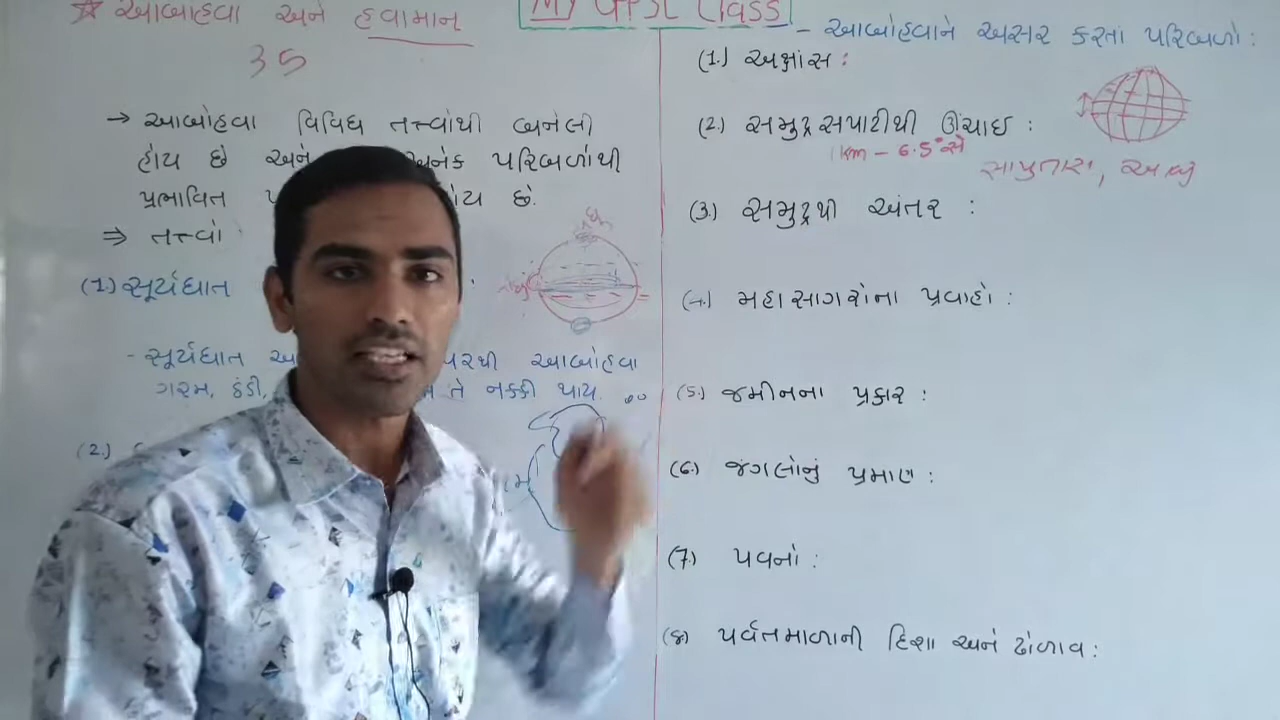 ☆ આબોહવા અને હવામાન
35
My GPSC Class
→ આબોહવા વિવિધ તત્ત્વોથી બનેલી
હોય છે અને અનેક પરિબળોથી
પ્રભાવિત હોય છે.
⇒ તત્ત્વો
(1.) સૂર્યઘાત
- સૂર્યઘાત પરથી આબોહવા
ગરમ, ઠંડી, તે નક્કી થાય.
(2.)
- આબોહવાને અસર કરતાં પરિબળો :
(1.) અક્ષાંસ :
(2.) સમુદ્ર સપાટીથી ઊંચાઈ :
1km - 6.5°સે
સાપુતારા, આબુ
(3.) સમુદ્રથી અંતર :
(4.) મહાસાગરોના પ્રવાહો :
(5.) જમીનના પ્રકાર :
(6.) જંગલોનું પ્રમાણ :
(7.) પવનો :
(8) પર્વતમાળાની દિશા અને ઢોળાવ :